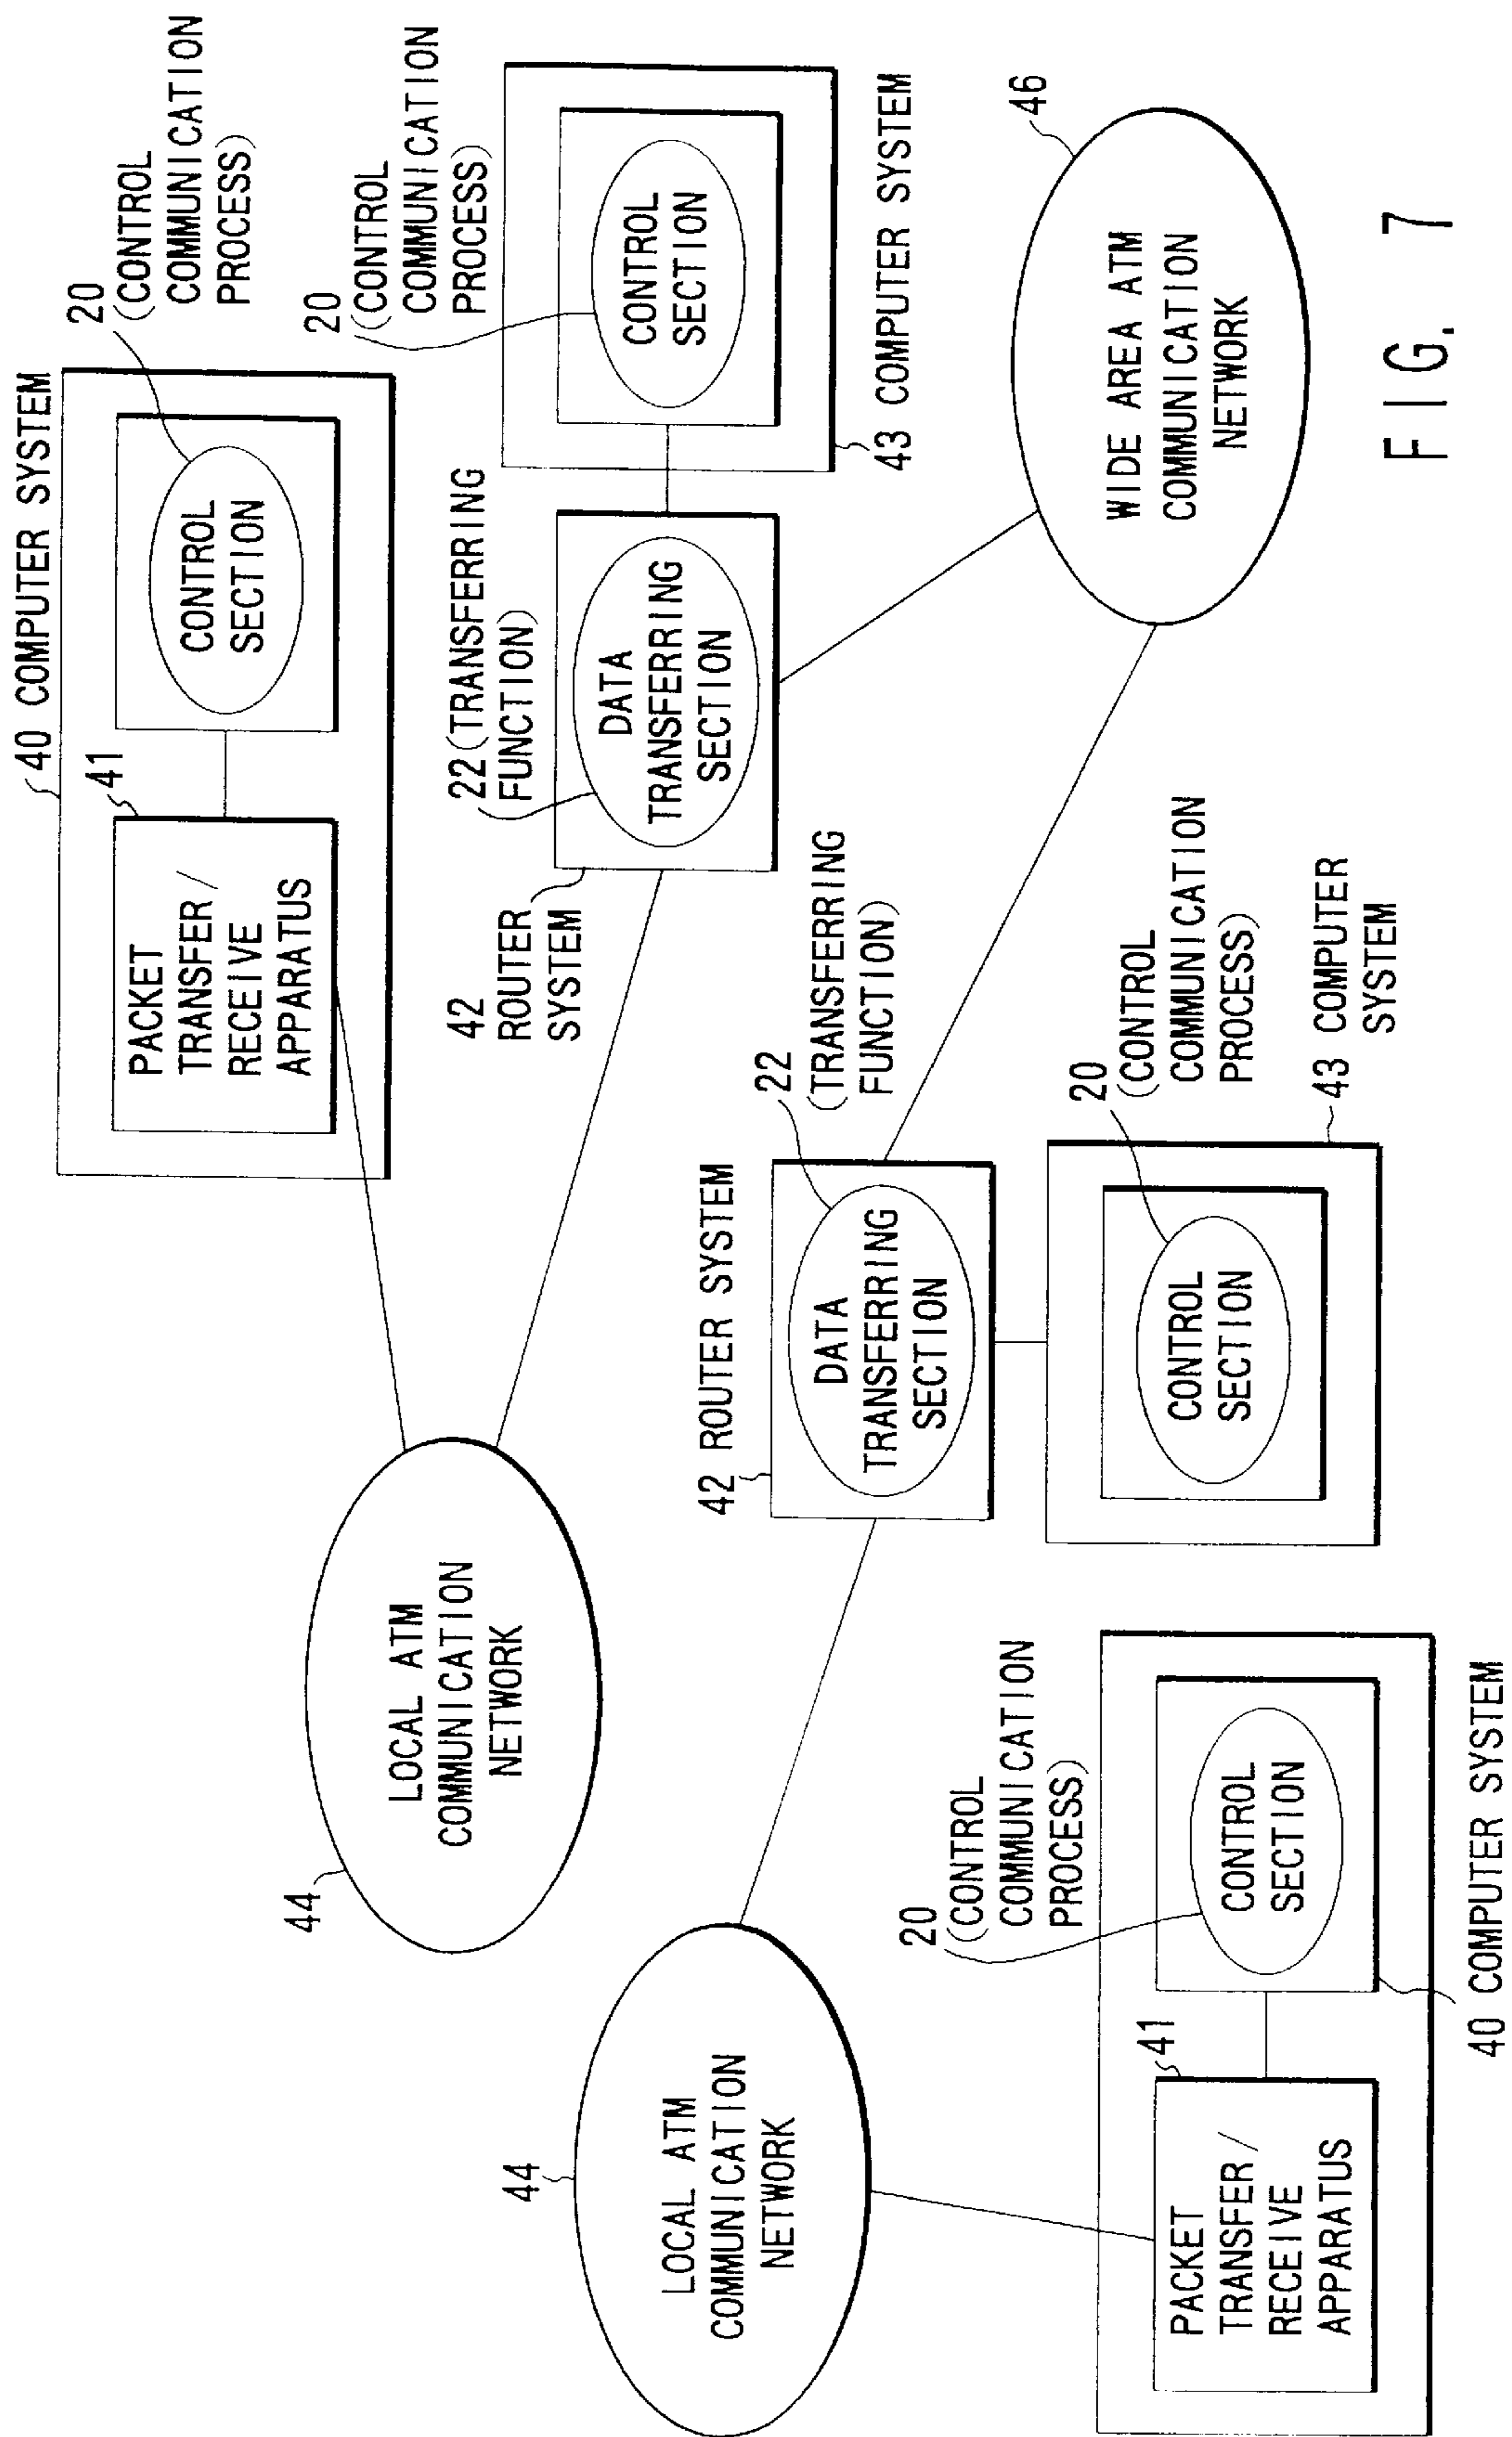 40 COMPUTER SYSTEM
41
PACKET
TRANSFER/
RECEIVE
APPARATUS
CONTROL
SECTION
20
(CONTROL
COMMUNICATION
PROCESS)
44
LOCAL ATM
COMMUNICATION
NETWORK
42
ROUTER
SYSTEM
22(TRANSFERRING
FUNCTION)
DATA
TRANSFERRING
SECTION
20
(CONTROL
COMMUNICATION
PROCESS)
CONTROL
SECTION
43 COMPUTER SYSTEM
44
LOCAL ATM
COMMUNICATION
NETWORK
42 ROUTER SYSTEM
DATA
TRANSFERRING
SECTION
22
(TRANSFERRING
FUNCTION)
46
WIDE AREA ATM
COMMUNICATION
NETWORK
20
(CONTROL
COMMUNICATION
PROCESS)
CONTROL
SECTION
43 COMPUTER
SYSTEM
20
(CONTROL
COMMUNICATION
PROCESS)
41
PACKET
TRANSFER/
RECEIVE
APPARATUS
CONTROL
SECTION
40 COMPUTER SYSTEM
FIG. 7